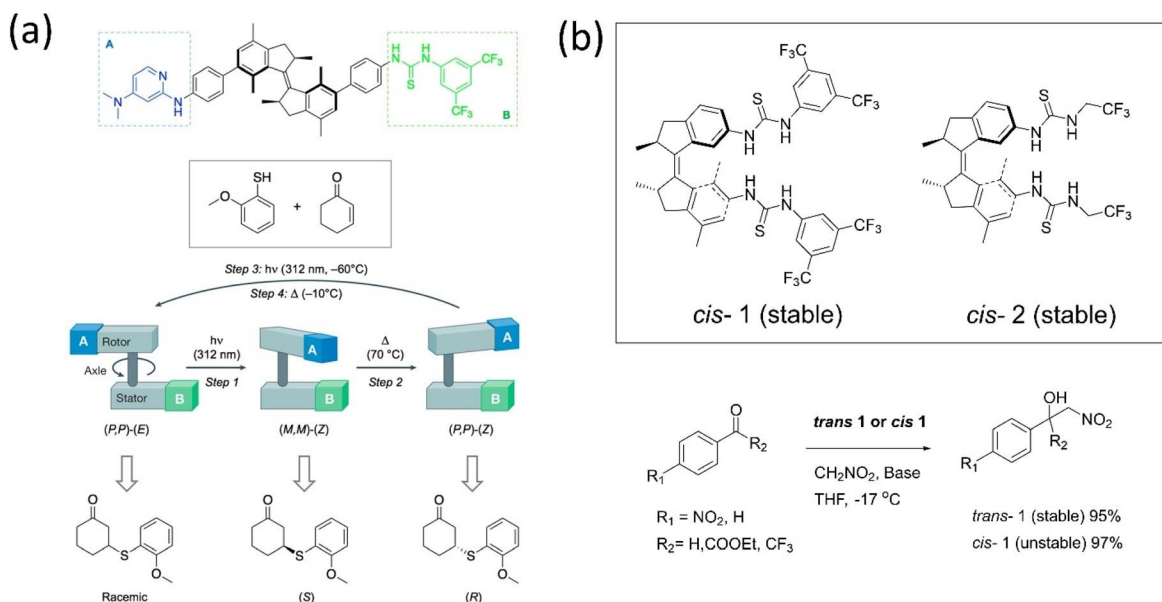 (a)
A
N
N
N
H
H
N
H
N
S
CF₃
CF₃
B
SH
O
+
O
Step 3: hν (312 nm, –60°C)
Step 4: Δ (–10°C)
A
Rotor
Axle
Stator
B
hν
(312 nm)
Step 1
A
B
Δ
(70 °C)
Step 2
A
B
(P,P)-(E)
(M,M)-(Z)
(P,P)-(Z)
O
S
O
Racemic
O
S
O
(S)
O
S
O
(R)
(b)
F₃C
CF₃
S
N
H
N
H
H
N
H
N
S
CF₃
F₃C
cis- 1 (stable)
S
N
H
N
H
CF₃
H
N
H
N
S
CF₃
cis- 2 (stable)
O
R₂
R₁
R₁ = NO₂, H
R₂= H,COOEt, CF₃
trans 1 or cis 1
CH₂NO₂, Base
THF, -17 °C
OH
NO₂
R₂
R₁
trans- 1 (stable) 95%
cis- 1 (unstable) 97%